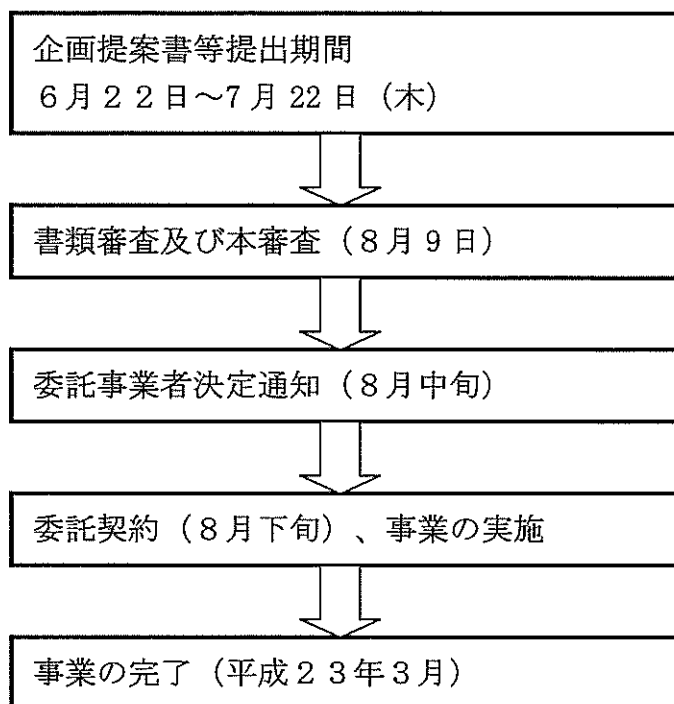 企画提案書等提出期間
６月２２日～7月22日（木）
書類審査及び本審査（８月９日）
委託事業者決定通知（８月中旬）
委託契約（８月下旬）、事業の実施
事業の完了（平成２３年３月）